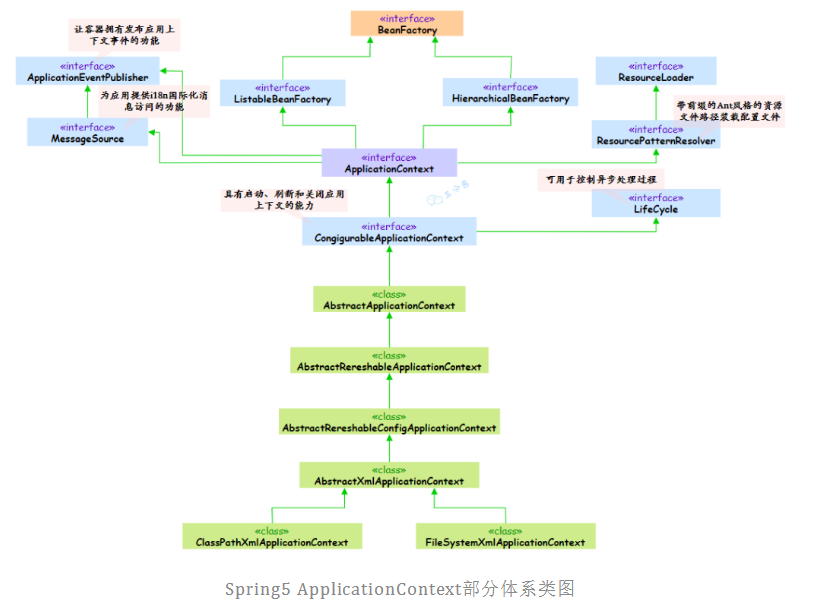 «interface»
BeanFactory
让容器拥有发布应用上
下文事件的功能
«interface»
ApplicationEventPublisher
«interface»
ListableBeanFactory
«interface»
HierarchicalBeanFactory
«interface»
ResourceLoader
为应用提供i18n国际化消
息访问的功能
«interface»
MessageSource
带前缀的Ant风格的资源
文件路径装载配置文件
«interface»
ResourcePatternResolver
«interface»
ApplicationContext
具有启动、刷新和关闭应用
上下文的能力
可用于控制异步处理过程
«interface»
LifeCycle
«interface»
CongigurableApplicationContext
«class»
AbstractApplicationContext
«class»
AbstractRereshableApplicationContext
«class»
AbstractRereshableConfigApplicationContext
«class»
AbstractXmlApplicationContext
«class»
ClassPathXmlApplicationContext
«class»
FileSystemXmlApplicationContext
Spring5 ApplicationContext部分体系类图